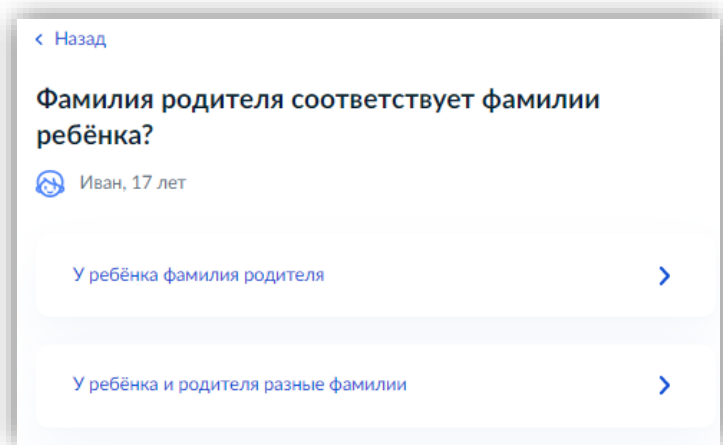 Назад
Фамилия родителя соответствует фамилии
ребёнка?
Иван, 17 лет
У ребёнка фамилия родителя
У ребёнка и родителя разные фамилии